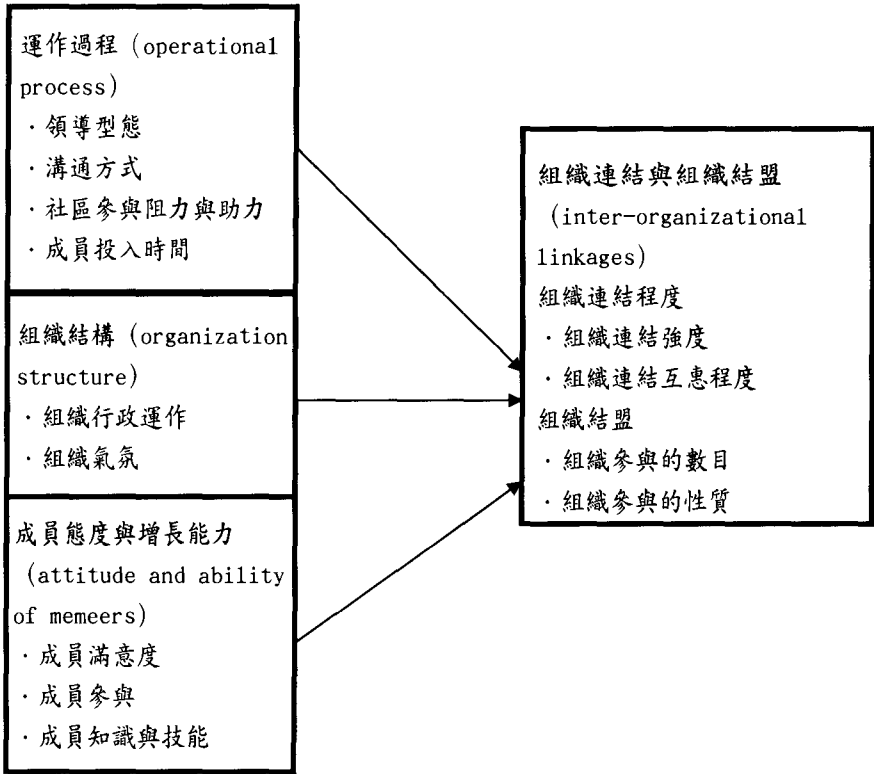 運作過程（operational
process）
·領導型態
·溝通方式
·社區參與阻力與助力
·成員投入時間
組織結構（organization
structure）
·組織行政運作
·組織氣氛
成員態度與增長能力
（attitude and ability
of memeers）
·成員滿意度
·成員參與
·成員知識與技能
組織連結與組織結盟
（inter-organizational
linkages）
組織連結程度
·組織連結強度
·組織連結互惠程度
組織結盟
·組織參與的數目
·組織參與的性質